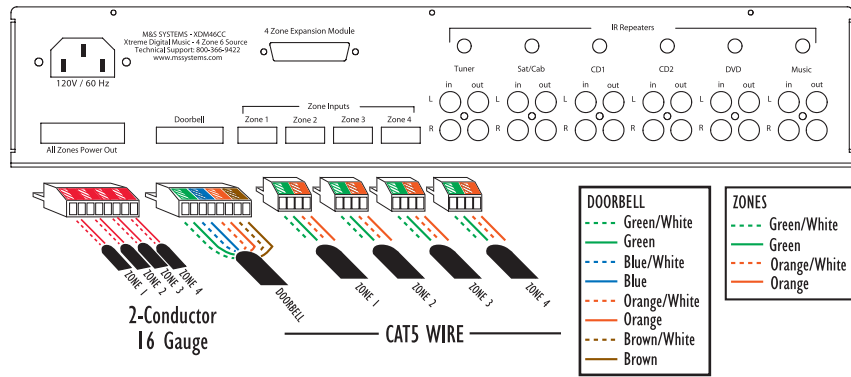 M&S SYSTEMS - XDM46CC
Xtreme Digital Music - 4 Zone 6 Source
Technical Support: 800-366-9422
www.mssystems.com
120V / 60 Hz
4 Zone Expansion Module
IR Repeaters
Tuner Sat/Cab CD1 CD2 DVD Music
in out in out in out in out in out in out
L L L L L L
R R R R R R
Zone Inputs
Doorbell Zone 1 Zone 2 Zone 3 Zone 4
All Zones Power Out
ZONE 1
ZONE 2
ZONE 3
ZONE 4
DOORBELL
ZONE 1
ZONE 2
ZONE 3
ZONE 4
2-Conductor
16 Gauge
CAT5 WIRE
DOORBELL
Green/White
Green
Blue/White
Blue
Orange/White
Orange
Brown/White
Brown
ZONES
Green/White
Green
Orange/White
Orange